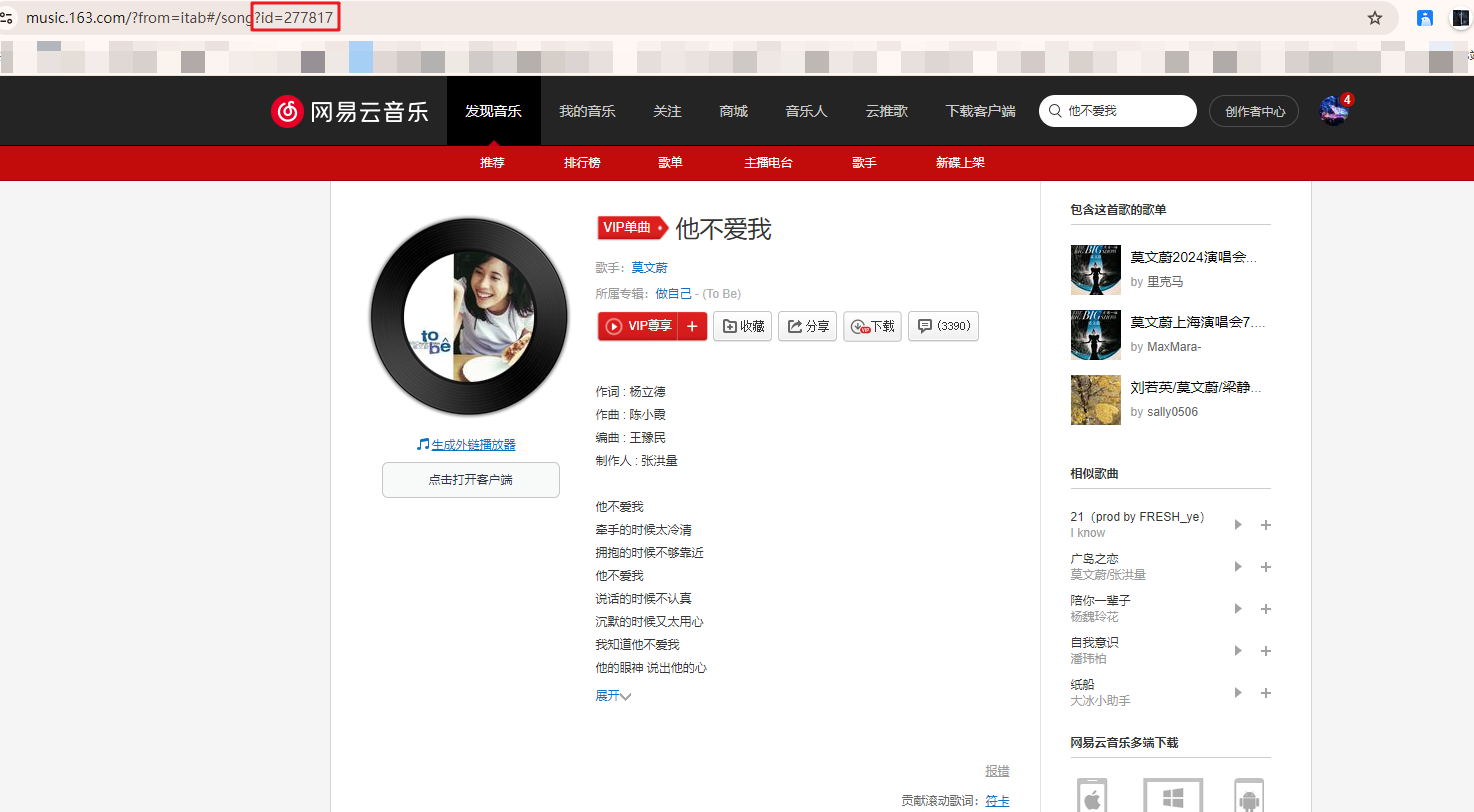 music.163.com/?from=itab#/song?id=277817
网易云音乐
发现音乐 我的音乐 关注 商城 音乐人 云推歌 下载客户端 他不爱我 创作者中心 4
推荐 排行榜 歌单 主播电台 歌手 新碟上架
VIP单曲 他不爱我
歌手：莫文蔚
所属专辑：做自己 - (To Be)
VIP尊享 + 收藏 分享 下载 (3390)
to bê
生成外链播放器
点击打开客户端
作词 : 杨立德
作曲 : 陈小霞
编曲 : 王豫民
制作人 : 张洪量
他不爱我
牵手的时候太冷清
拥抱的时候不够靠近
他不爱我
说话的时候不认真
沉默的时候又太用心
我知道他不爱我
他的眼神 说出他的心
展开
报错
贡献滚动歌词：符卡
包含这首歌的歌单
莫文蔚2024演唱会...
by 里克马
莫文蔚上海演唱会7....
by MaxMara-
刘若英/莫文蔚/梁静...
by sally0506
相似歌曲
21（prod by FRESH_ye）
I know
广岛之恋
莫文蔚/张洪量
陪你一辈子
杨魏玲花
自我意识
潘玮柏
纸船
大冰小助手
网易云音乐多端下载